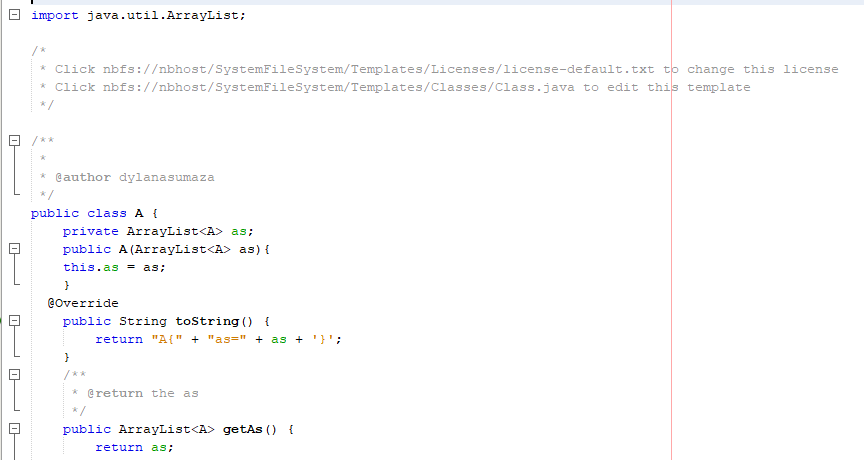 import java.util.ArrayList;
/*
 * Click nbfs://nbhost/SystemFileSystem/Templates/Licenses/license-default.txt to change this license
 * Click nbfs://nbhost/SystemFileSystem/Templates/Classes/Class.java to edit this template
 */
/**
 *
 * @author dylanasumaza
 */
public class A {
    private ArrayList<A> as;
    public A(ArrayList<A> as){
    this.as = as;
    }
  @Override
    public String toString() {
        return "A{" + "as=" + as + '}';
    }
    /**
     * @return the as
     */
    public ArrayList<A> getAs() {
        return as;